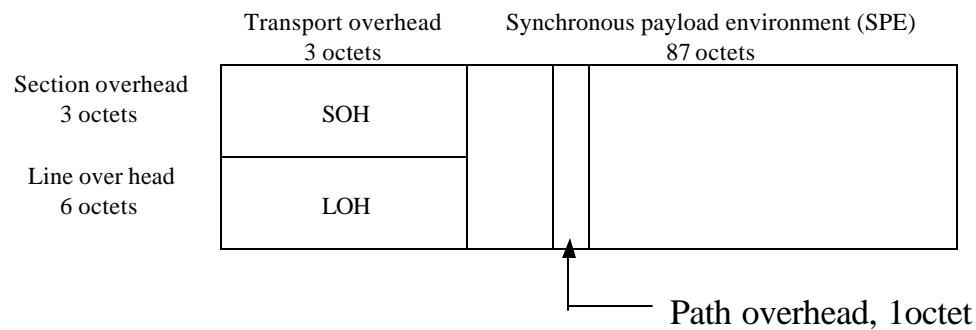 Transport overhead
3 octets
Synchronous payload environment (SPE)
87 octets
Section overhead
3 octets
SOH
Line over head
6 octets
LOH
Path overhead, 1octet